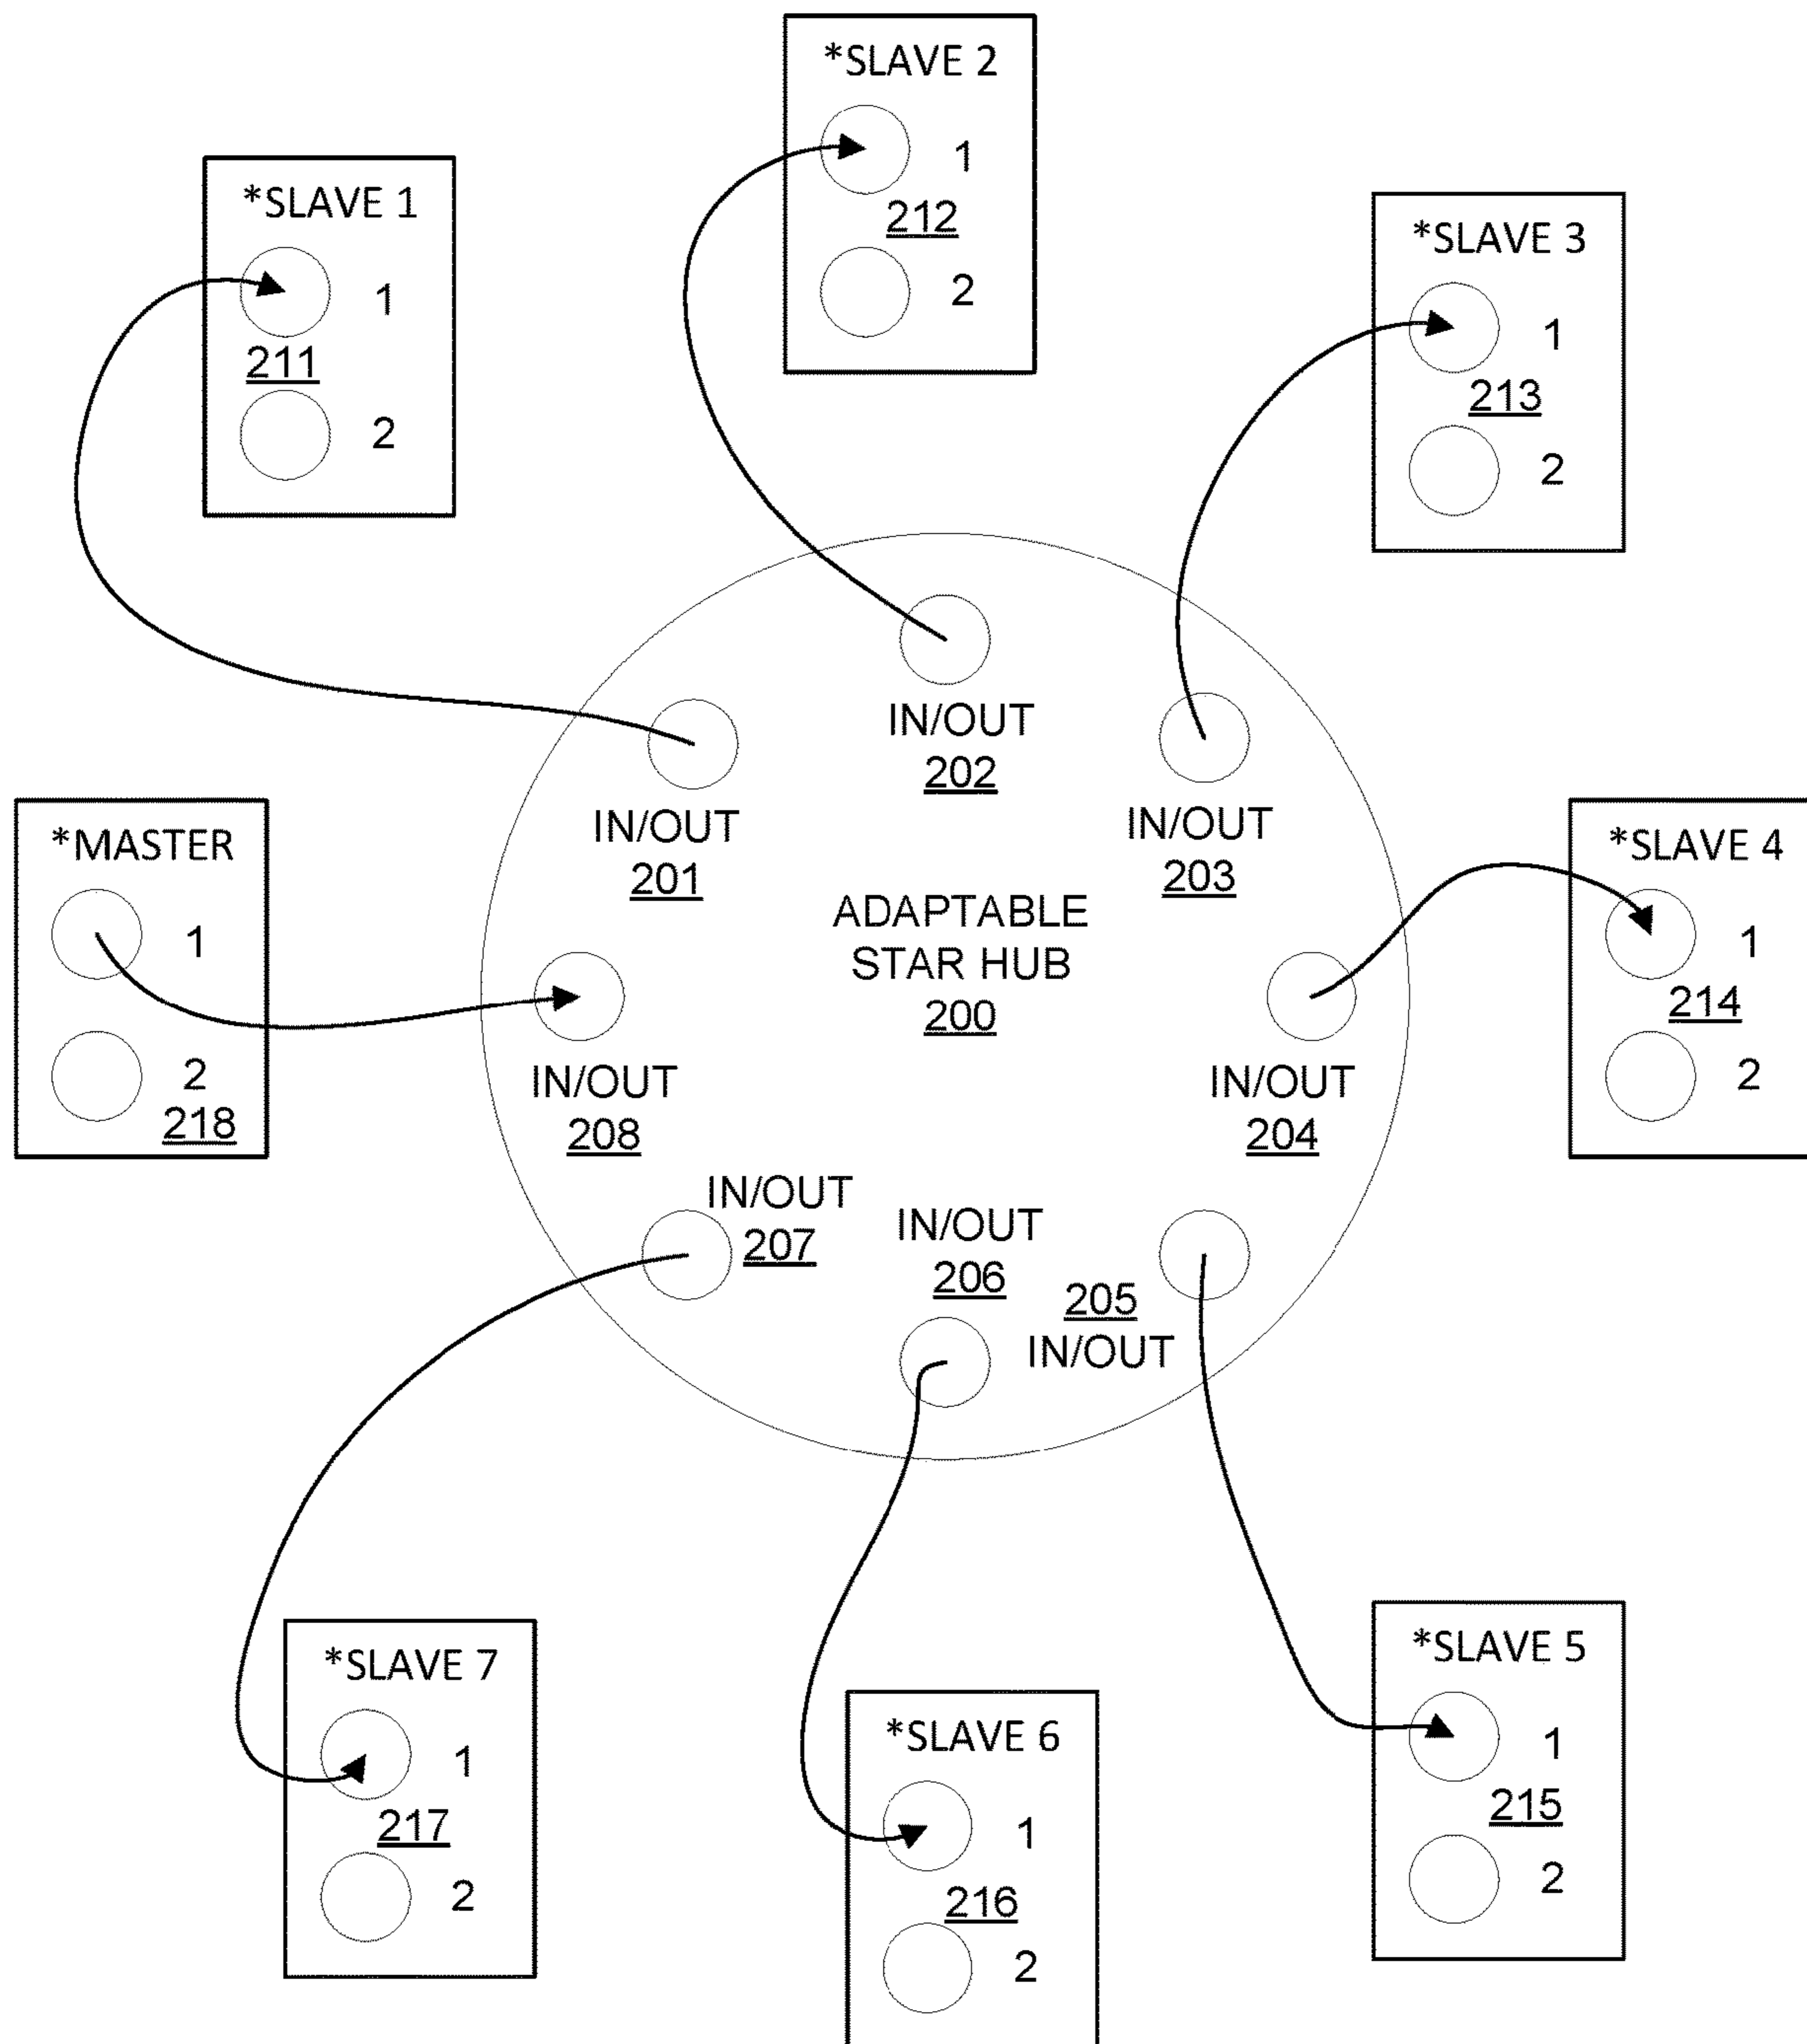 *SLAVE 2
1
212
2
*SLAVE 1
1
211
2
*SLAVE 3
1
213
2
IN/OUT
202
IN/OUT
201
IN/OUT
203
*MASTER
1
2
218
ADAPTABLE
STAR HUB
200
*SLAVE 4
1
214
2
IN/OUT
208
IN/OUT
204
IN/OUT
207
IN/OUT
206
205
IN/OUT
*SLAVE 7
1
217
2
*SLAVE 6
1
216
2
*SLAVE 5
1
215
2